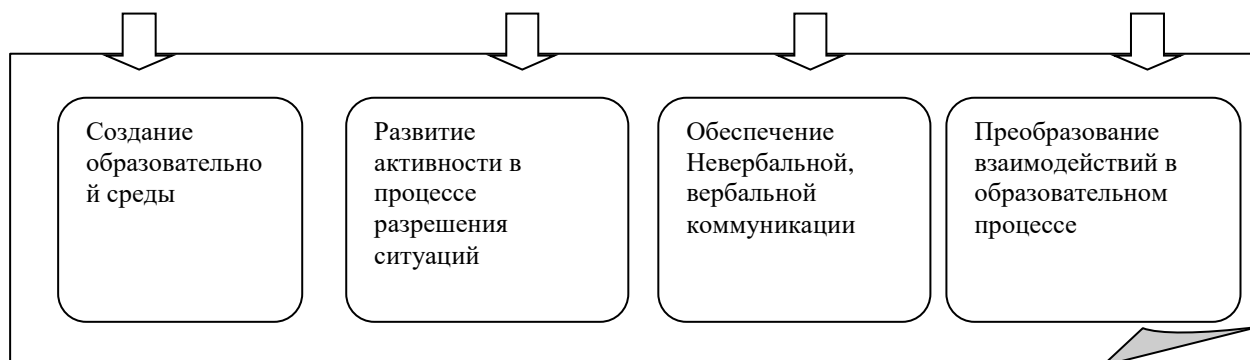 Создание
образовательно
й среды
Развитие
активности в
процессе
разрешения
ситуаций
Обеспечение
Невербальной,
вербальной
коммуникации
Преобразование
взаимодействий в
образовательном
процессе